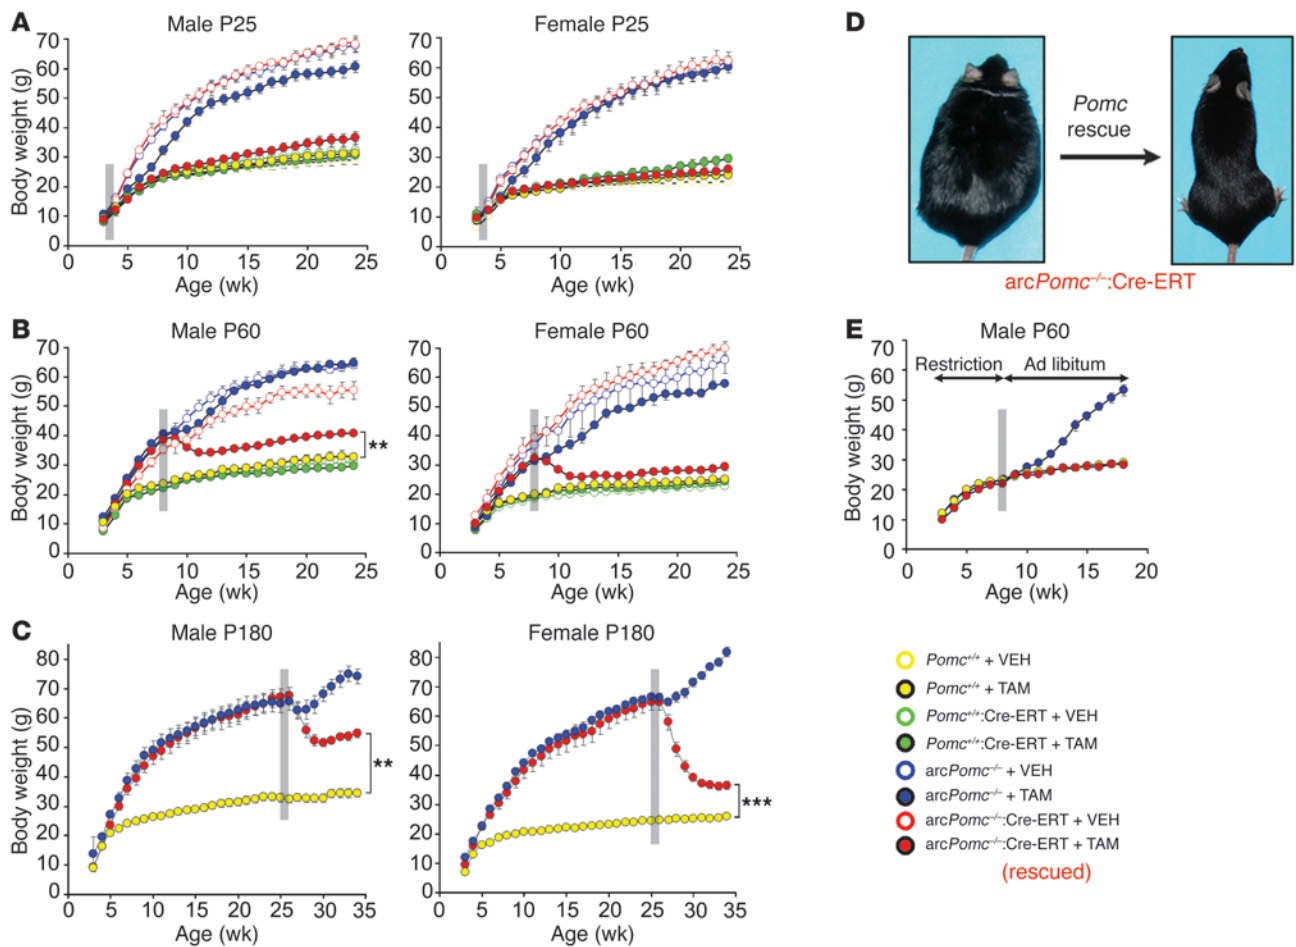 A
Male P25
Body weight (g)
70
60
50
40
30
20
10
0
0 5 10 15 20 25
Age (wk)
Female P25
70
60
50
40
30
20
10
0
0 5 10 15 20 25
Age (wk)
D
Pomc
rescue
arcPomc–/–:Cre-ERT
B
Male P60
Body weight (g)
70
60
50
40
30
20
10
0
**
0 5 10 15 20 25
Age (wk)
Female P60
70
60
50
40
30
20
10
0
0 5 10 15 20 25
Age (wk)
E
Male P60
Restriction Ad libitum
Body weight (g)
70
60
50
40
30
20
10
0
0 5 10 15 20
Age (wk)
C
Male P180
Body weight (g)
80
70
60
50
40
30
20
10
0
**
0 5 10 15 20 25 30 35
Age (wk)
Female P180
80
70
60
50
40
30
20
10
0
***
0 5 10 15 20 25 30 35
Age (wk)
Pomc+/+ + VEH
Pomc+/+ + TAM
Pomc+/+:Cre-ERT + VEH
Pomc+/+:Cre-ERT + TAM
arcPomc–/– + VEH
arcPomc–/– + TAM
arcPomc–/–:Cre-ERT + VEH
arcPomc–/–:Cre-ERT + TAM
(rescued)